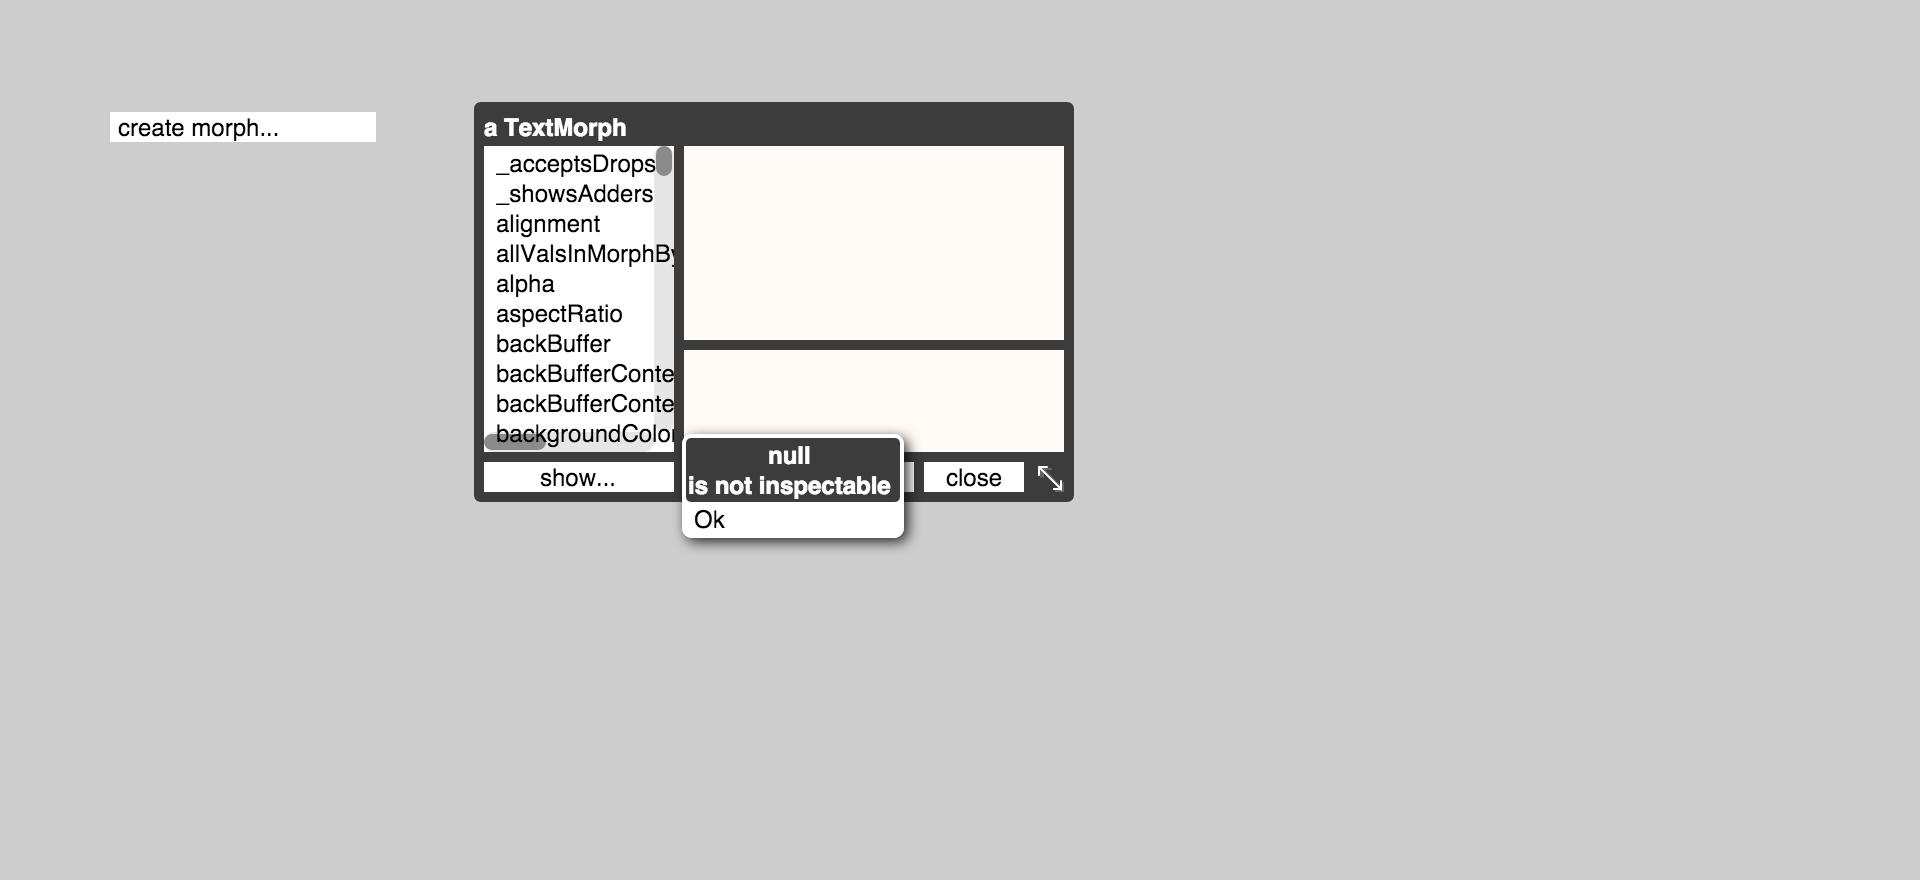 create morph...
a TextMorph
_acceptsDrops
_showsAdders
alignment
allValsInMorphBy
alpha
aspectRatio
backBuffer
backBufferConte
backBufferConte
backgroundColor
show...
null
is not inspectable
Ok
close